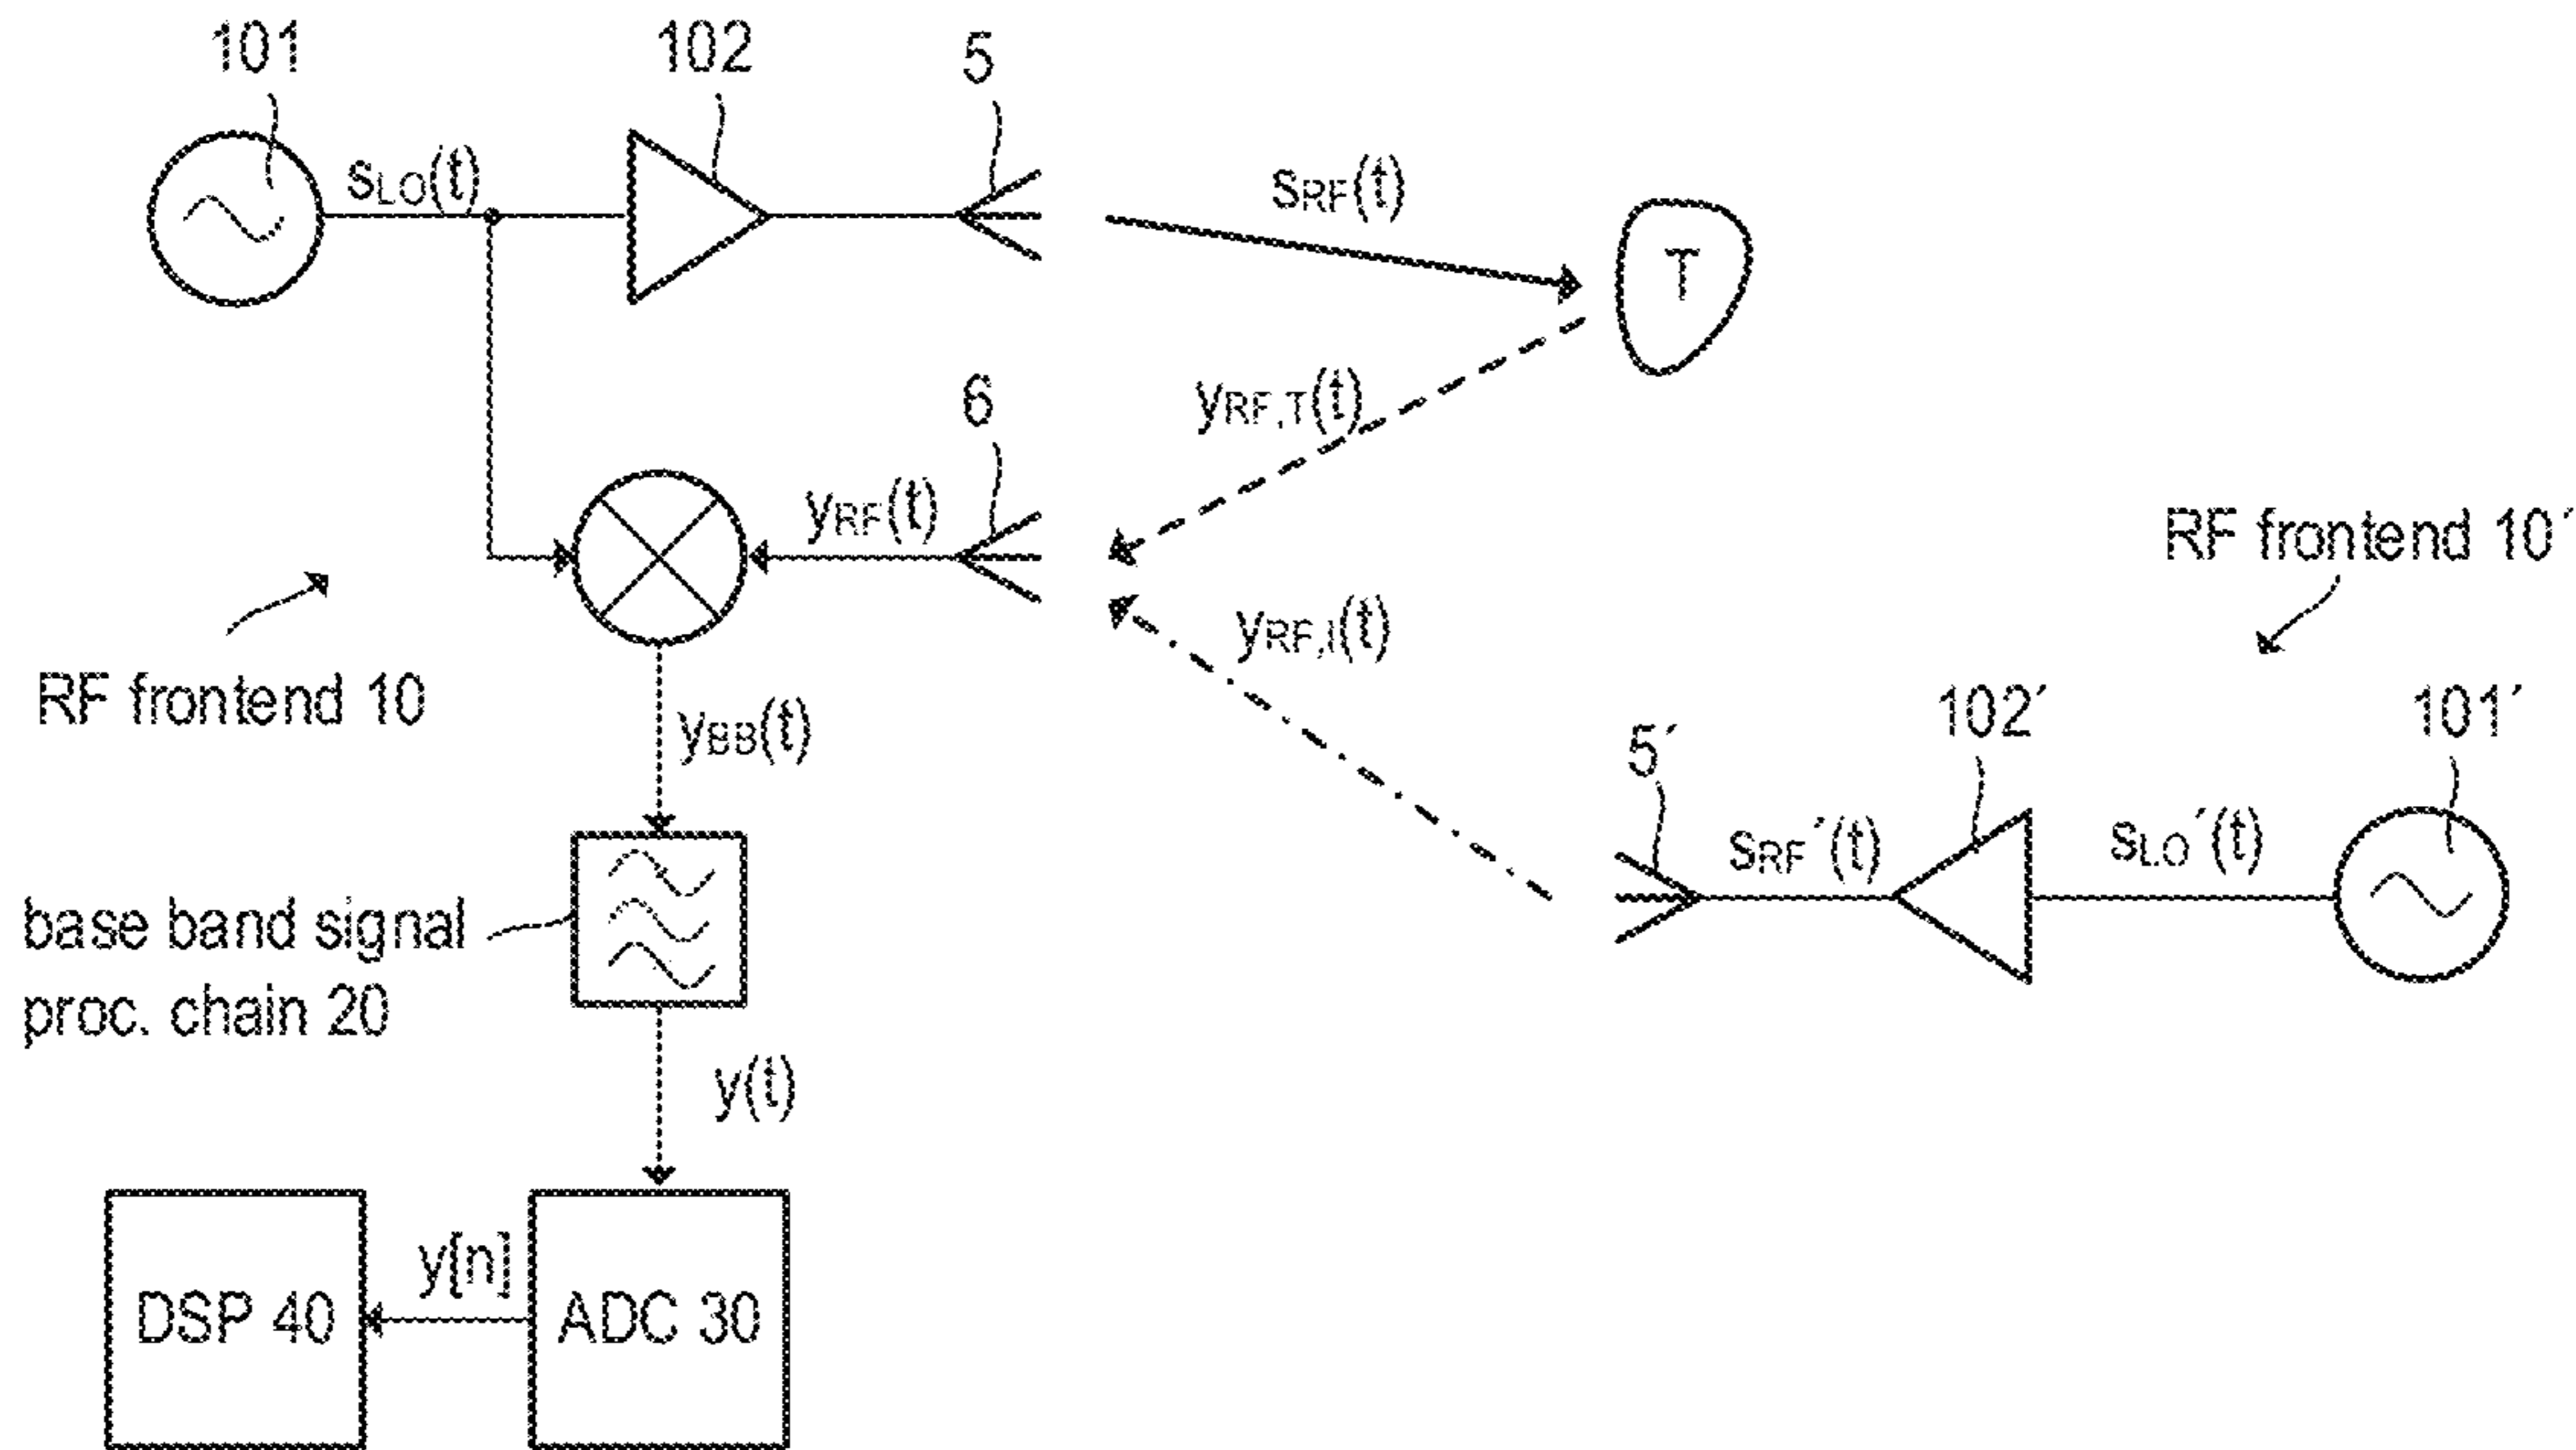 101
102
5
sLO(t)
sRF(t)
T
yRF,T(t)
6
yRF(t)
RF frontend 10´
yRF,I(t)
RF frontend 10
yBB(t)
5´
102´
101´
sRF´(t)
sLO´(t)
base band signal
proc. chain 20
y(t)
DSP 40
y[n]
ADC 30